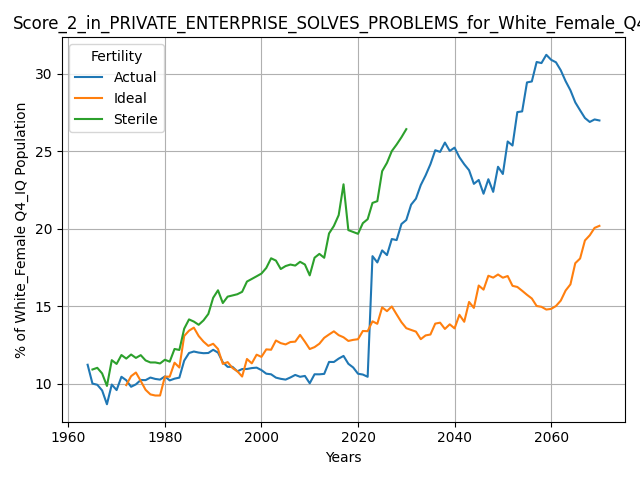 Score_2_in_PRIVATE_ENTERPRISE_SOLVES_PROBLEMS_for_White_Female_Q4
% of White_Female Q4_IQ Population
30
25
20
15
10
Fertility
Actual
Ideal
Sterile
1960 1980 2000 2020 2040 2060
Years